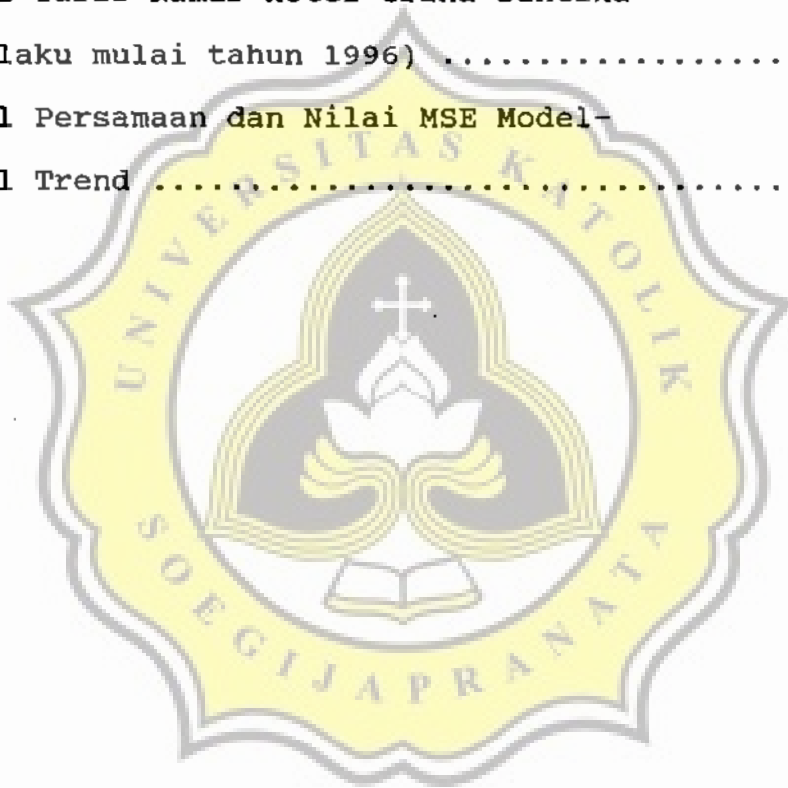 laku mulai tahun 1996) ..................
l Persamaan dan Nilai MSE Model-
l Trend .................................
UNIVERSITAS KATOLIK
SOEGIJAPRANATA